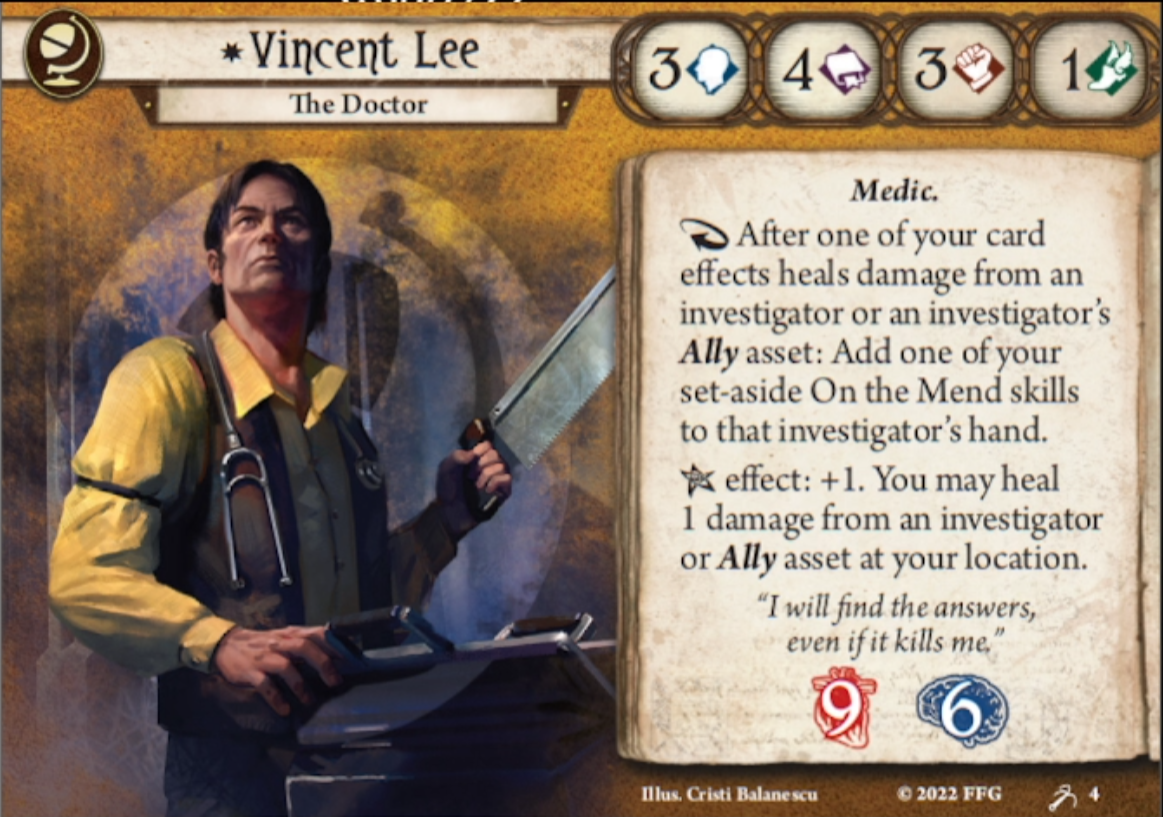 Vincent Lee
The Doctor
3 4 3 1
Medic.
After one of your card
effects heals damage from an
investigator or an investigator's
Ally asset: Add one of your
set-aside On the Mend skills
to that investigator's hand.
effect: +1. You may heal
1 damage from an investigator
or Ally asset at your location.
“I will find the answers,
even if it kills me.”
9 6
Illus. Cristi Balanescu © 2022 FFG 4